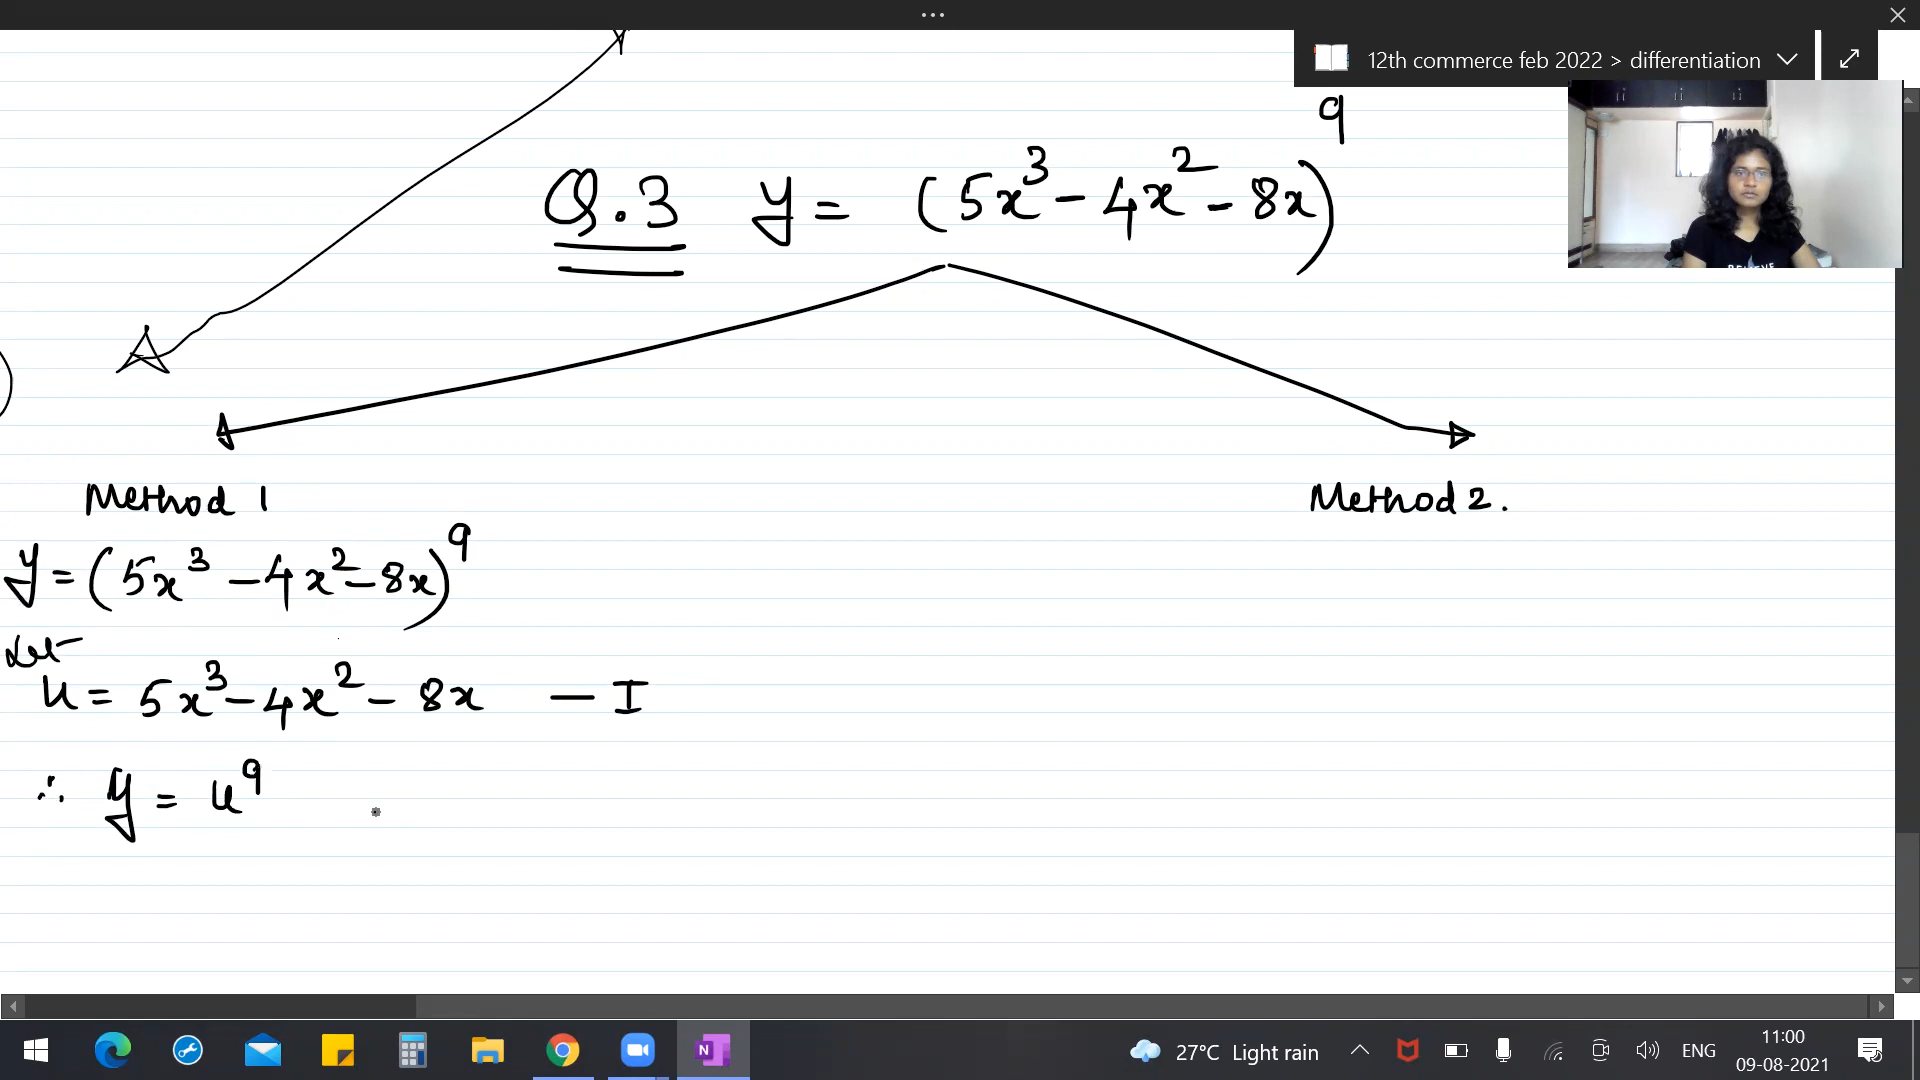 12th commerce feb 2022 > differentiation
Q.3 y = (5x³ - 4x² - 8x)⁹
Method 1
Method 2.
y = (5x³ - 4x² - 8x)⁹
Let
u = 5x³ - 4x² - 8x — I
∴ y = u⁹
27°C Light rain
ENG
11:00
09-08-2021
N